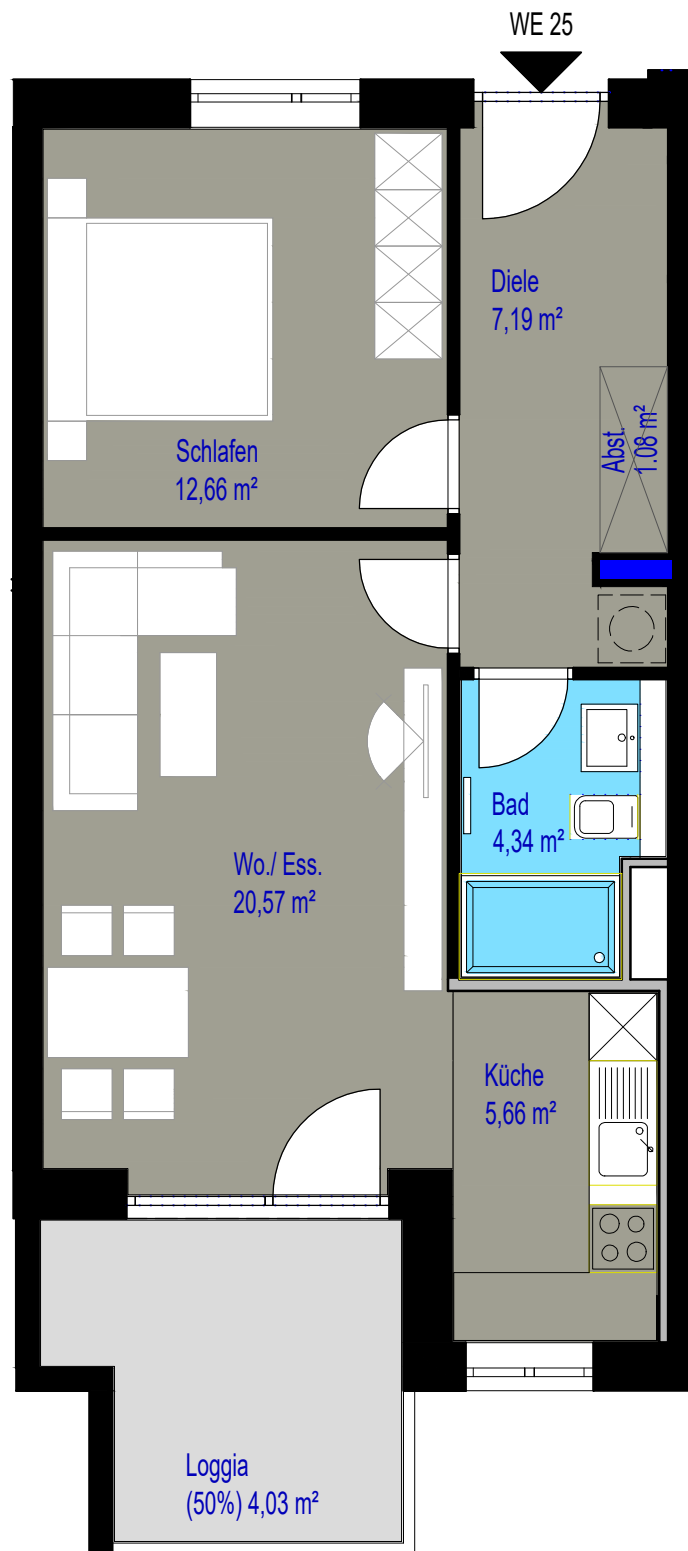 WE 25
Diele
7,19 m²
Abst.
1.08 m²
Schlafen
12,66 m²
Bad
4,34 m²
Wo./ Ess.
20,57 m²
Küche
5,66 m²
Loggia
(50%) 4,03 m²